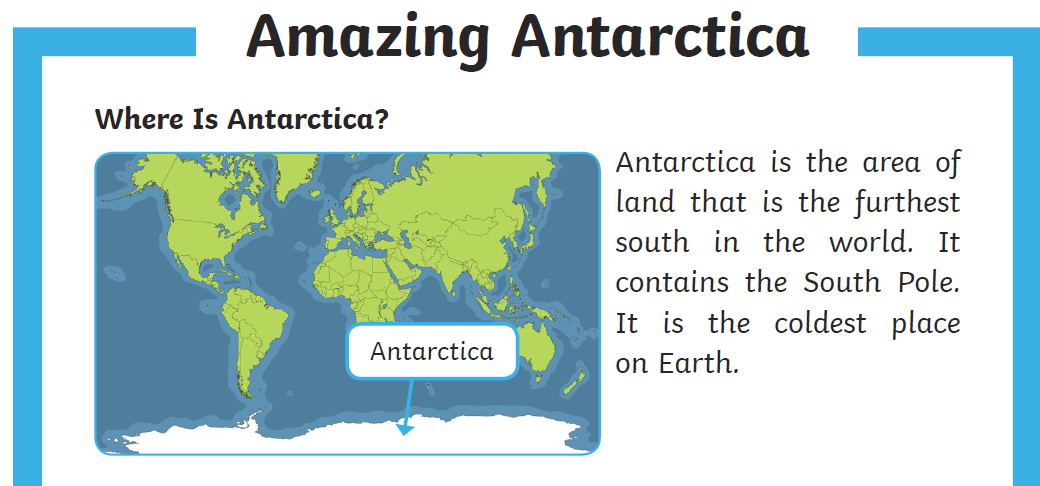 Amazing Antarctica
Where Is Antarctica?
Antarctica is the area of
land that is the furthest
south in the world. It
contains the South Pole.
It is the coldest place
on Earth.
Antarctica